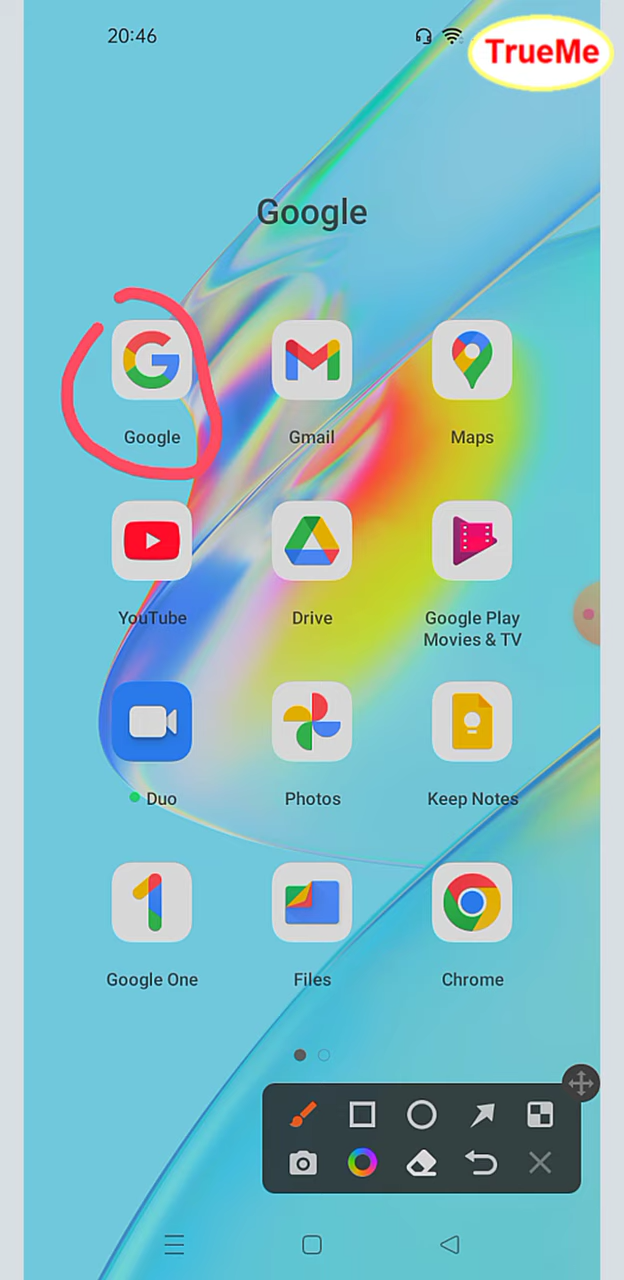 20:46
TrueMe
Google
Google
Gmail
Maps
YouTube
Drive
Google Play
Movies & TV
Duo
Photos
Keep Notes
Google One
Files
Chrome